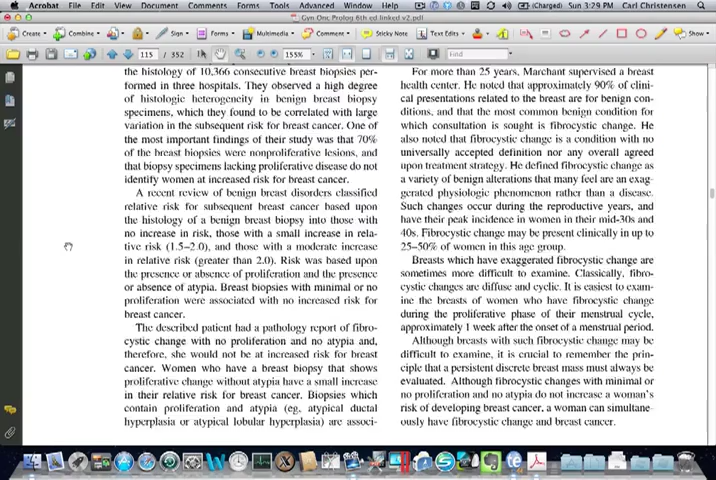 Acrobat File Edit View Document Comments Forms Tools Advanced Window Help (Charged) Sun 3:29 PM Carl Christensen
Gyn Onc Prolog 6th ed linked v2.pdf
Create Combine Secure Sign Forms Multimedia Comment Sticky Note Text Edits Show
115 / 352 155% Find
the histology of 10,366 consecutive breast biopsies per-
formed in three hospitals. They observed a high degree
of histologic heterogeneity in benign breast biopsy
specimens, which they found to be correlated with large
variation in the subsequent risk for breast cancer. One of
the most important findings of their study was that 70%
of the breast biopsies were nonproliferative lesions, and
that biopsy specimens lacking proliferative disease do not
identify women at increased risk for breast cancer.
A recent review of benign breast disorders classified
relative risk for subsequent breast cancer based upon
the histology of a benign breast biopsy into those with
no increase in risk, those with a small increase in rela-
tive risk (1.5–2.0), and those with a moderate increase
in relative risk (greater than 2.0). Risk was based upon
the presence or absence of proliferation and the presence
or absence of atypia. Breast biopsies with minimal or no
proliferation were associated with no increased risk for
breast cancer.
The described patient had a pathology report of fibro-
cystic change with no proliferation and no atypia and,
therefore, she would not be at increased risk for breast
cancer. Women who have a breast biopsy that shows
proliferative change without atypia have a small increase
in their relative risk for breast cancer. Biopsies which
contain proliferation and atypia (eg, atypical ductal
hyperplasia or atypical lobular hyperplasia) are associ-
For more than 25 years, Marchant supervised a breast
health center. He noted that approximately 90% of clini-
cal presentations related to the breast are for benign con-
ditions, and that the most common benign condition for
which consultation is sought is fibrocystic change. He
also noted that fibrocystic change is a condition with no
universally accepted definition nor any overall agreed
upon treatment strategy. He defined fibrocystic change as
a variety of benign alterations that many feel are an exag-
gerated physiologic phenomenon rather than a disease.
Such changes occur during the reproductive years, and
have their peak incidence in women in their mid-30s and
40s. Fibrocystic change may be present clinically in up to
25–50% of women in this age group.
Breasts which have exaggerated fibrocystic change are
sometimes more difficult to examine. Classically, fibro-
cystic changes are diffuse and cyclic. It is easiest to exam-
ine the breasts of women who have fibrocystic change
during the proliferative phase of their menstrual cycle,
approximately 1 week after the onset of a menstrual period.
Although breasts with such fibrocystic change may be
difficult to examine, it is crucial to remember the prin-
ciple that a persistent discrete breast mass must always be
evaluated. Although fibrocystic changes with minimal or
no proliferation and no atypia do not increase a woman's
risk of developing breast cancer, a woman can simultane-
ously have fibrocystic change and breast cancer.